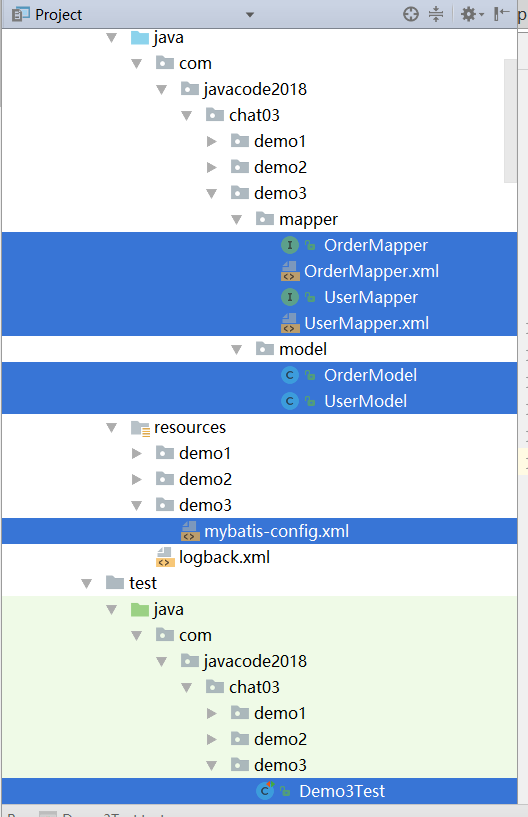 Project
java
com
javacode2018
chat03
demo1
demo2
demo3
mapper
OrderMapper
OrderMapper.xml
UserMapper
UserMapper.xml
model
OrderModel
UserModel
resources
demo1
demo2
demo3
mybatis-config.xml
logback.xml
test
java
com
javacode2018
chat03
demo1
demo2
demo3
Demo3Test